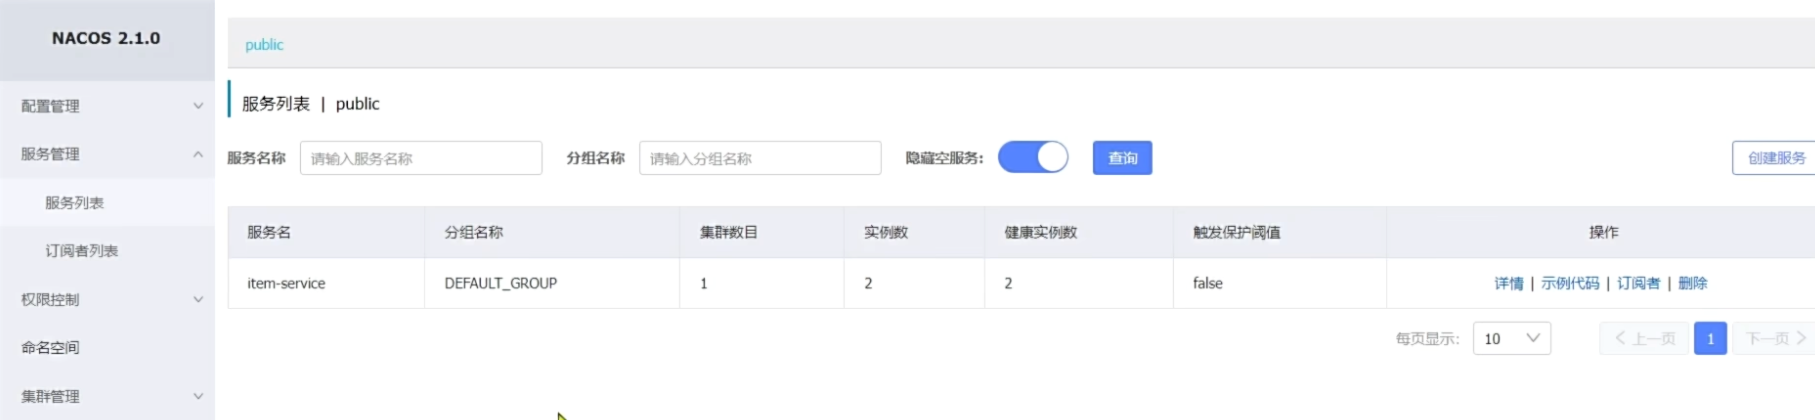 NACOS 2.1.0
public
配置管理
服务管理
服务列表
订阅者列表
权限控制
命名空间
集群管理
服务列表 | public
服务名称 请输入服务名称 分组名称 请输入分组名称 隐藏空服务: 查询 创建服务
服务名 分组名称 集群数目 实例数 健康实例数 触发保护阈值 操作
item-service DEFAULT_GROUP 1 2 2 false 详情 | 示例代码 | 订阅者 | 删除
每页显示: 10 上一页 1 下一页